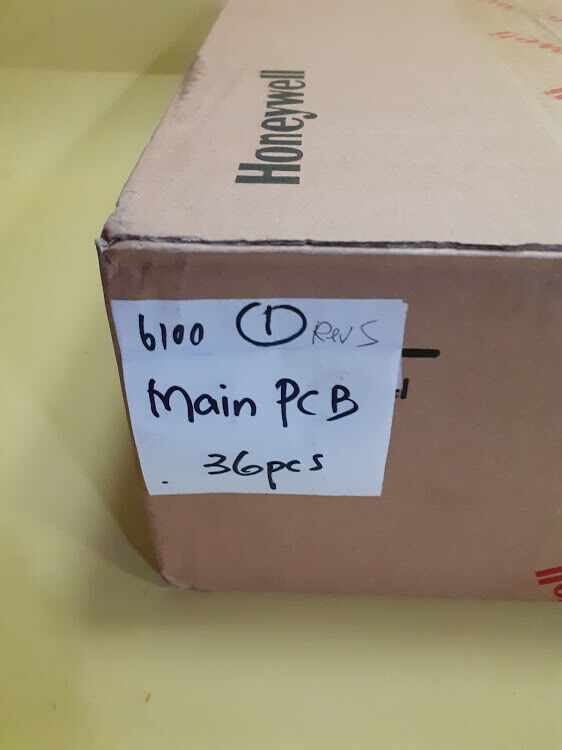 Honeywell
6100 1 Rev 5
Main PCB
36pcs